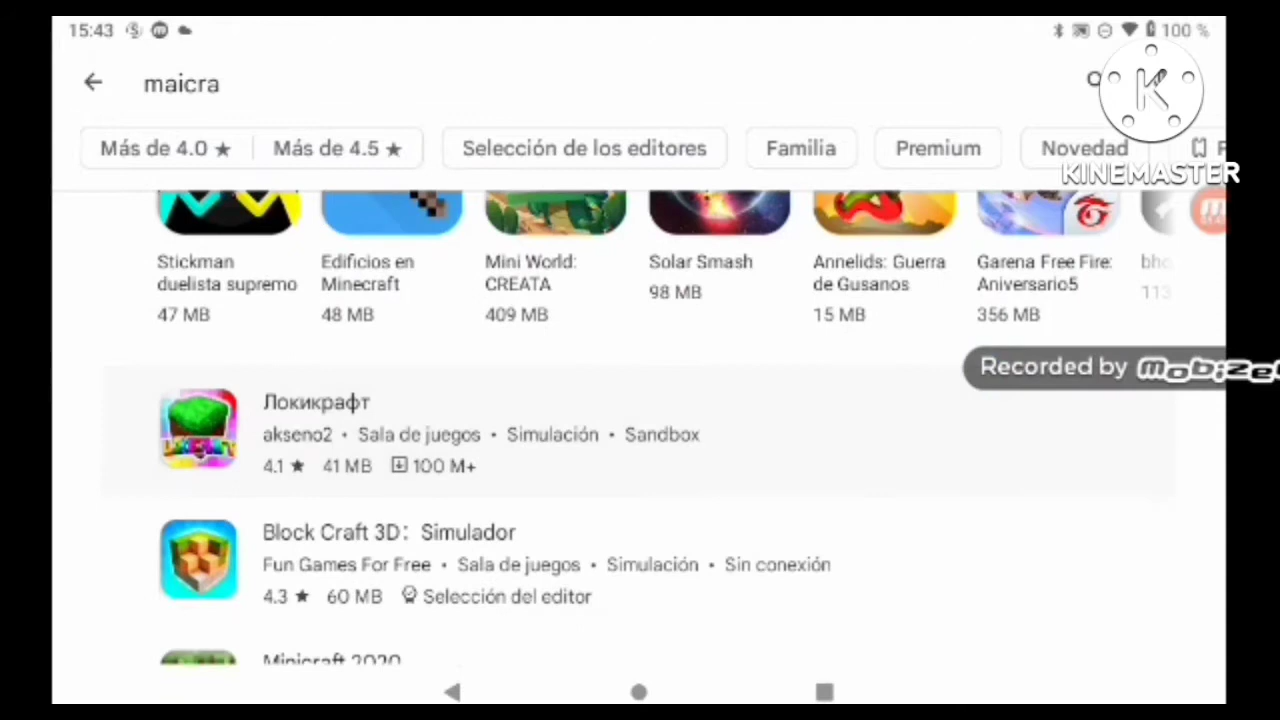 15:43
100 %
maicra
KINEMASTER
Más de 4.0 ★ Más de 4.5 ★ Selección de los editores Familia Premium Novedad
Stickman duelista supremo
47 MB
Edificios en Minecraft
48 MB
Mini World: CREATA
409 MB
Solar Smash
98 MB
Annelids: Guerra de Gusanos
15 MB
Garena Free Fire: Aniversario5
356 MB
113
Recorded by
Локикрафт
akseno2 • Sala de juegos • Simulación • Sandbox
4.1 ★ 41 MB 100 M+
Block Craft 3D: Simulador
Fun Games For Free • Sala de juegos • Simulación • Sin conexión
4.3 ★ 60 MB Selección del editor
Minicraft 2020